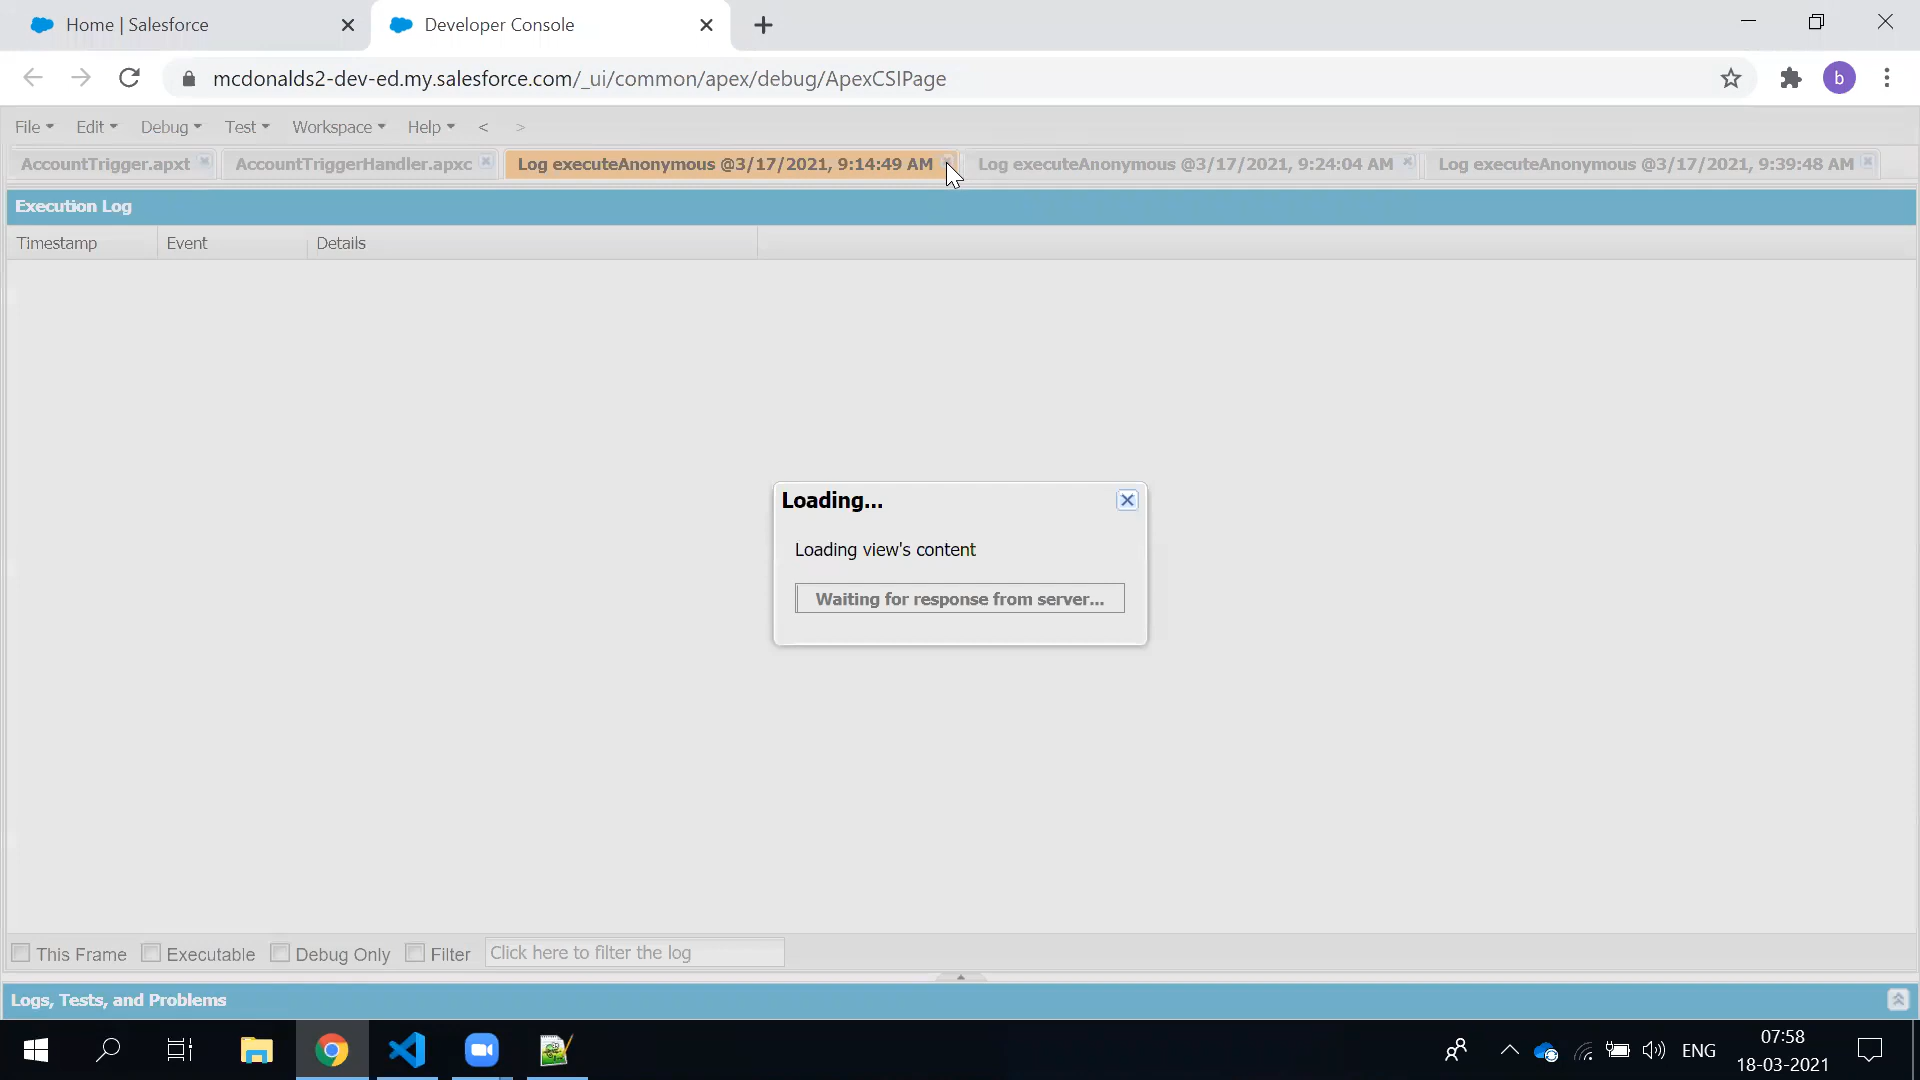 Home | Salesforce
Developer Console
mcdonalds2-dev-ed.my.salesforce.com/_ui/common/apex/debug/ApexCSIPage
b
File Edit Debug Test Workspace Help < >
AccountTrigger.apxt
AccountTriggerHandler.apxc
Log executeAnonymous @3/17/2021, 9:14:49 AM
Log executeAnonymous @3/17/2021, 9:24:04 AM
Log executeAnonymous @3/17/2021, 9:39:48 AM
Execution Log
Timestamp Event Details
Loading...
Loading view's content
Waiting for response from server...
This Frame Executable Debug Only Filter Click here to filter the log
Logs, Tests, and Problems
ENG
07:58
18-03-2021